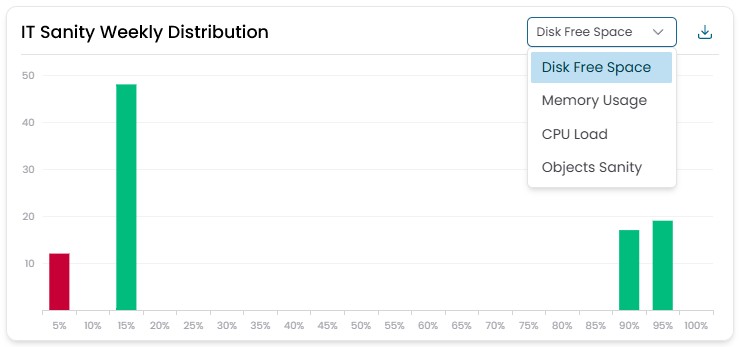 IT Sanity Weekly Distribution
Disk Free Space
Disk Free Space
Memory Usage
CPU Load
Objects Sanity
50
40
30
20
10
5% 10% 15% 20% 25% 30% 35% 40% 45% 50% 55% 60% 65% 70% 75% 80% 85% 90% 95% 100%